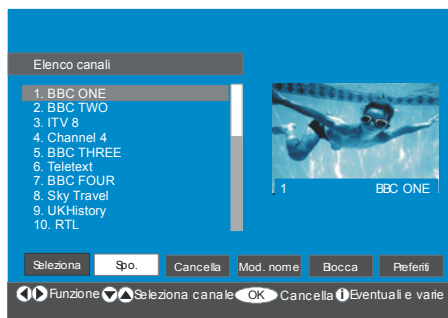 Elenco canali
1. BBC ONE
2. BBC TWO
3. ITV 8
4. Channel 4
5. BBC THREE
6. Teletext
7. BBC FOUR
8. Sky Travel
9. UKHistory
10. RTL
1 BBC ONE
Seleziona Spo. Cancella Mod. nome Blocca Preferiti
Funzione Seleziona canale OK Cancella i Eventuali e varie